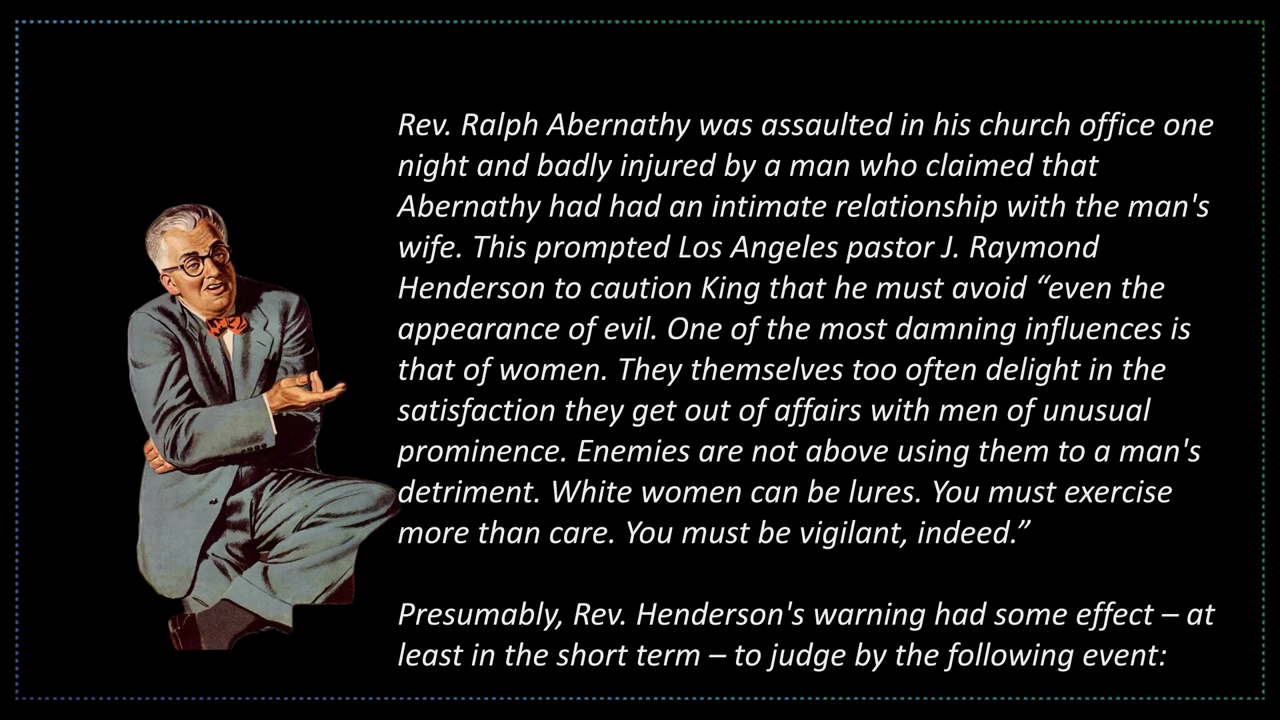 Rev. Ralph Abernathy was assaulted in his church office one
night and badly injured by a man who claimed that
Abernathy had had an intimate relationship with the man's
wife. This prompted Los Angeles pastor J. Raymond
Henderson to caution King that he must avoid “even the
appearance of evil. One of the most damning influences is
that of women. They themselves too often delight in the
satisfaction they get out of affairs with men of unusual
prominence. Enemies are not above using them to a man's
detriment. White women can be lures. You must exercise
more than care. You must be vigilant, indeed.”
Presumably, Rev. Henderson's warning had some effect – at
least in the short term – to judge by the following event: